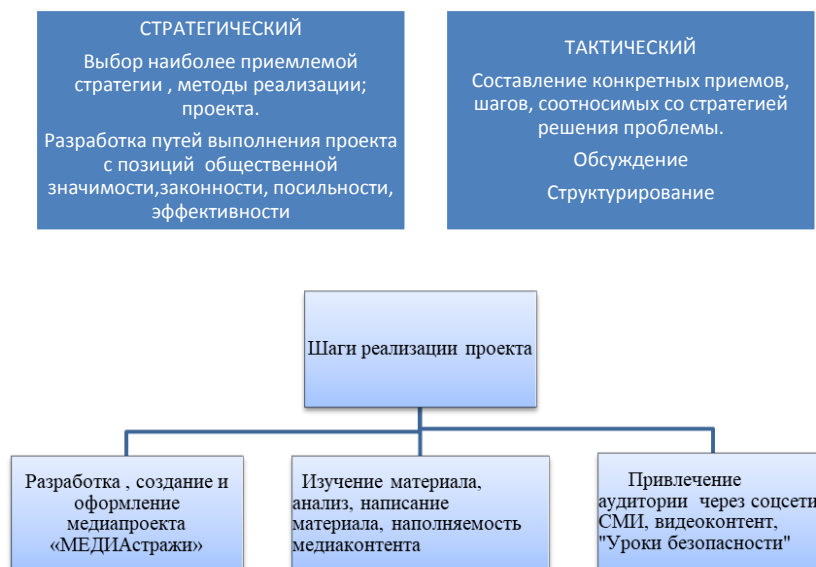 СТРАТЕГИЧЕСКИЙ
Выбор наиболее приемлемой
стратегии , методы реализации;
проекта.
Разработка путей выполнения проекта
с позиций общественной
значимости,законности, посильности,
эффективности
ТАКТИЧЕСКИЙ
Составление конкретных приемов,
шагов, соотносимых со стратегией
решения проблемы.
Обсуждение
Структурирование
Шаги реализации проекта
Разработка , создание и
оформление
медиапроекта
«МЕДИАстражи»
Изучение материала,
анализ, написание
материала, наполняемость
медиаконтента
Привлечение
аудитории через соцсети
СМИ, видеоконтент,
"Уроки безопасности"